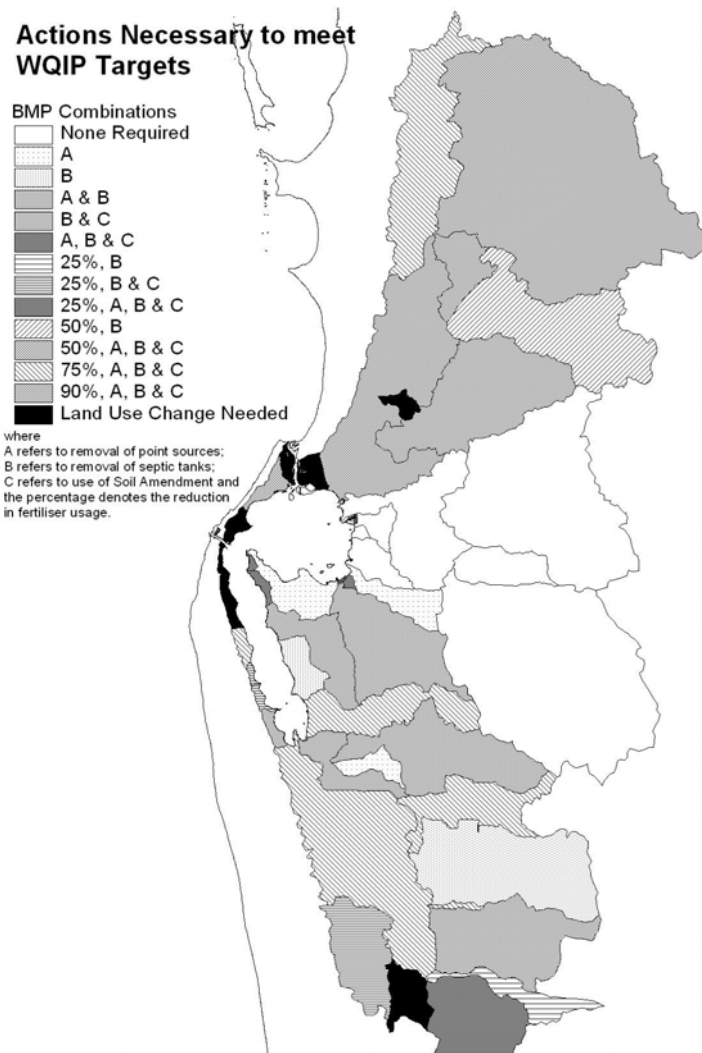 Actions Necessary to meet
WQIP Targets
BMP Combinations
None Required
A
B
A & B
B & C
A, B & C
25%, B
25%, B & C
25%, A, B & C
50%, B
50%, A, B & C
75%, A, B & C
90%, A, B & C
Land Use Change Needed
where
A refers to removal of point sources;
B refers to removal of septic tanks;
C refers to use of Soil Amendment and
the percentage denotes the reduction
in fertiliser usage.